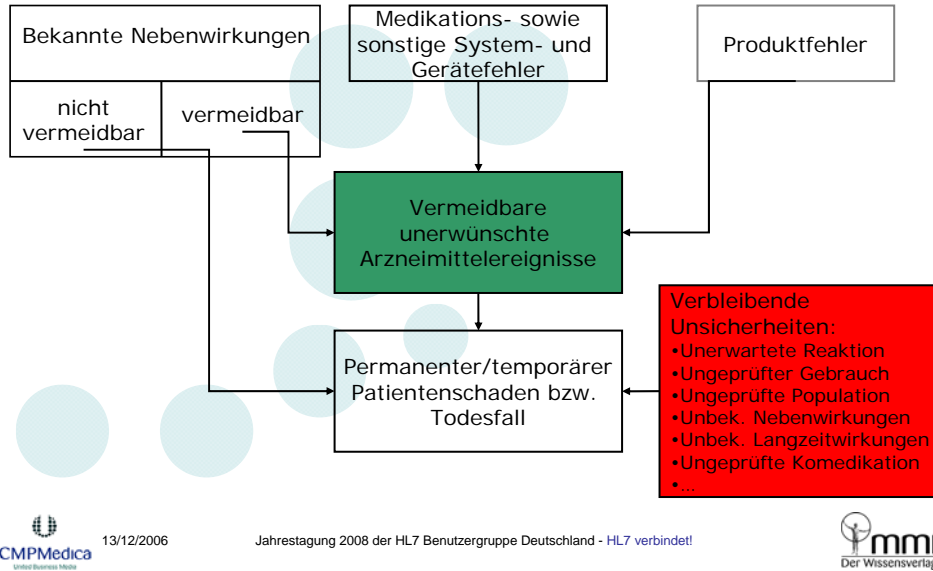 Bekannte Nebenwirkungen
nicht
vermeidbar
vermeidbar
Medikations- sowie
sonstige System- und
Gerätefehler
Produktfehler
Vermeidbare
unerwünschte
Arzneimittelereignisse
Permanenter/temporärer
Patientenschaden bzw.
Todesfall
Verbleibende
Unsicherheiten:
•Unerwartete Reaktion
•Ungeprüfter Gebrauch
•Ungeprüfte Population
•Unbek. Nebenwirkungen
•Unbek. Langzeitwirkungen
•Ungeprüfte Komedikation
•...
CMPMedica
United Business Media
13/12/2006
Jahrestagung 2008 der HL7 Benutzergruppe Deutschland - HL7 verbindet!
mmi
Der Wissensverlag